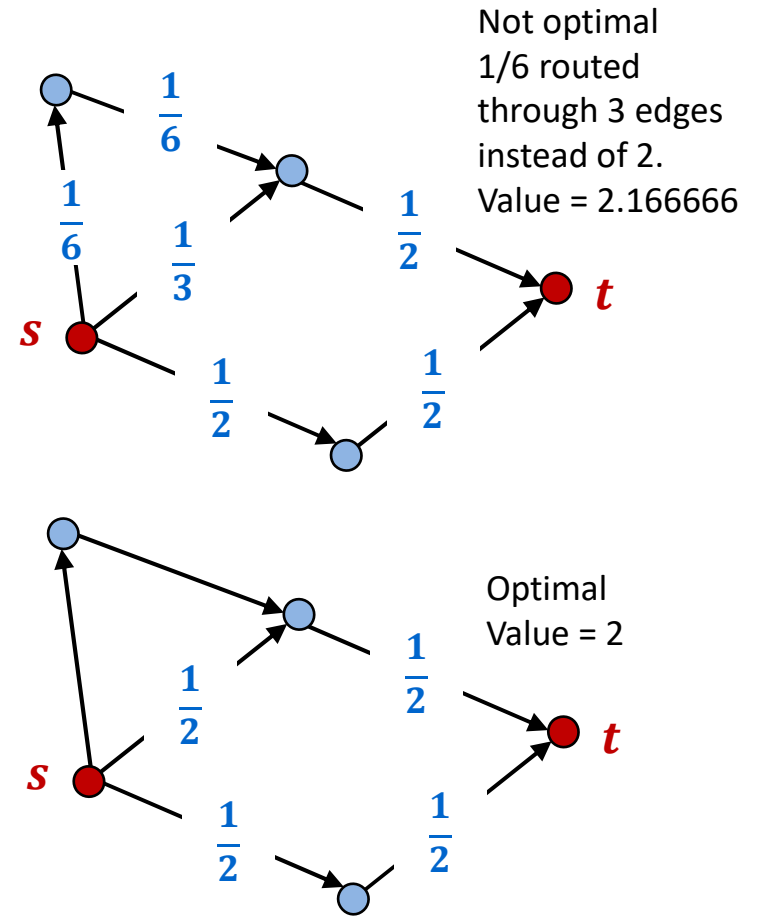 Not optimal
1/6 routed
through 3 edges
instead of 2.
Value = 2.166666
1/6
1/6
1/3
1/2
t
s
1/2
1/2
Optimal
Value = 2
1/2
1/2
t
s
1/2
1/2